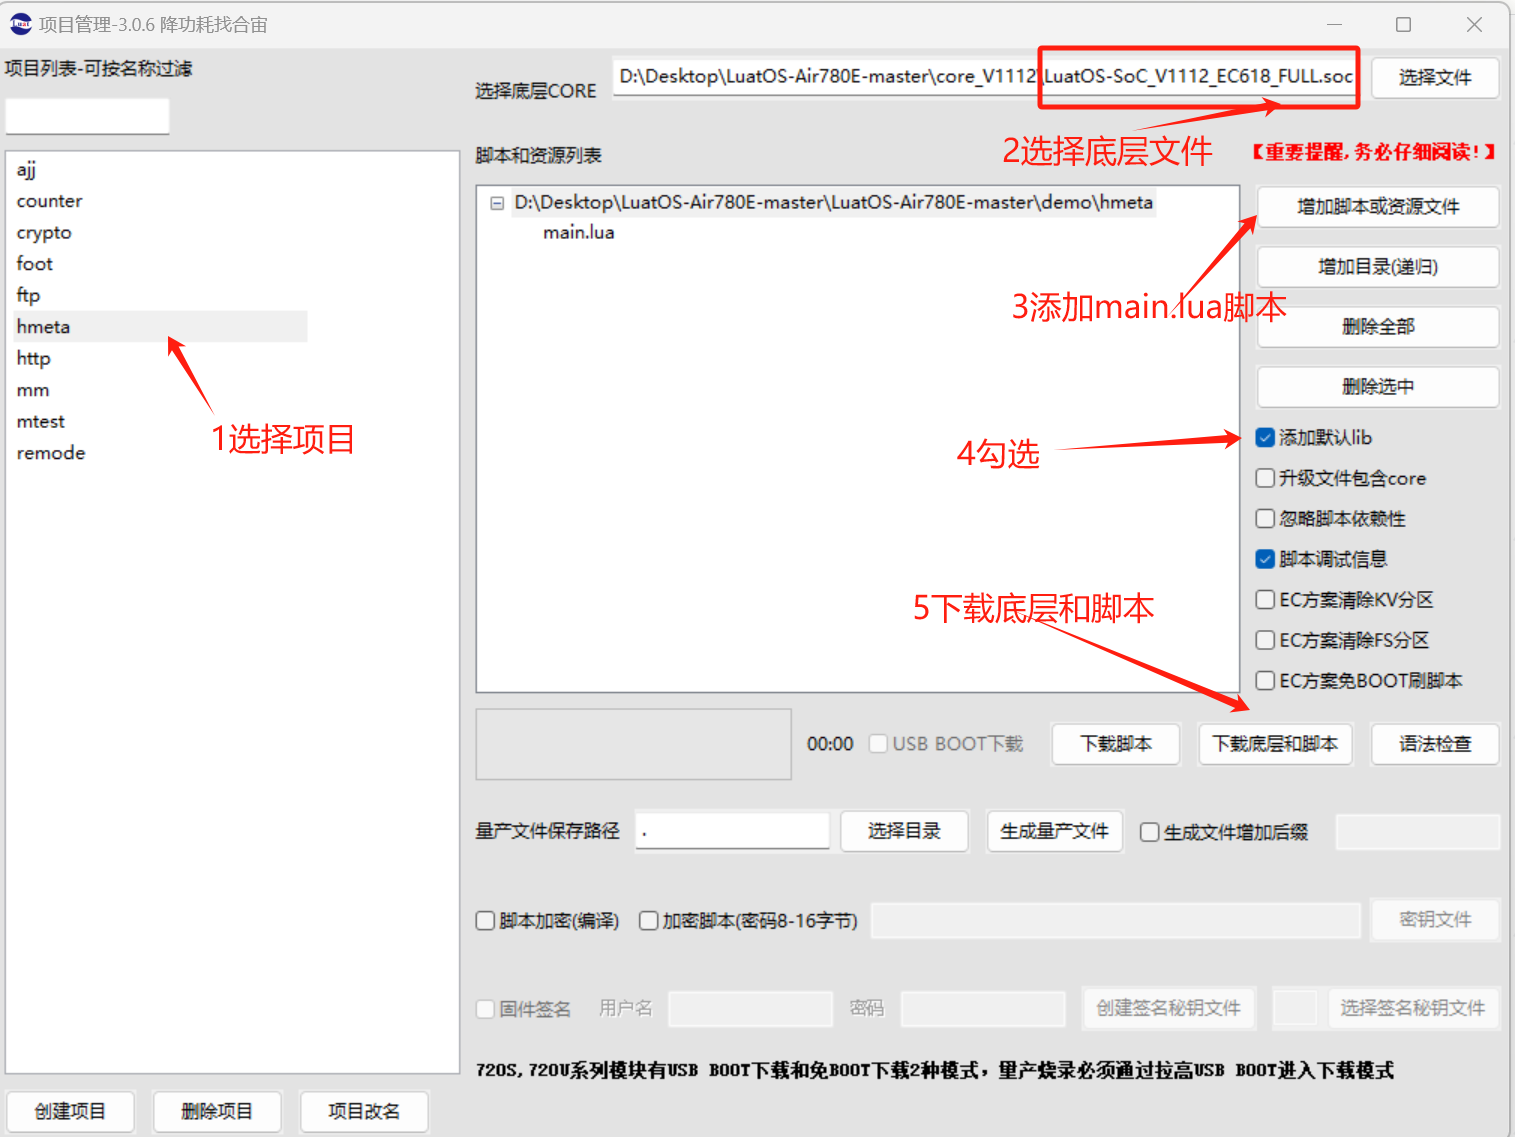 Luat 项目管理-3.0.6 降功耗找合宙
项目列表-可按名称过滤
ajj
counter
crypto
foot
ftp
hmeta
http
mm
mtest
remode
1选择项目
创建项目 删除项目 项目改名
选择底层CORE D:\Desktop\LuatOS-Air780E-master\core_V1112\LuatOS-SoC_V1112_EC618_FULL.soc 选择文件
2选择底层文件
【重要提醒,务必仔细阅读!】
脚本和资源列表
D:\Desktop\LuatOS-Air780E-master\LuatOS-Air780E-master\demo\hmeta
main.lua
增加脚本或资源文件
增加目录(递归)
3添加main.lua脚本
删除全部
删除选中
4勾选
添加默认lib
升级文件包含core
忽略脚本依赖性
脚本调试信息
EC方案清除KV分区
EC方案清除FS分区
EC方案免BOOT刷脚本
5下载底层和脚本
00:00 USB BOOT下载 下载脚本 下载底层和脚本 语法检查
量产文件保存路径 . 选择目录 生成量产文件 生成文件增加后缀
脚本加密(编译) 加密脚本(密码8-16字节) 密钥文件
固件签名 用户名 密码 创建签名秘钥文件 选择签名秘钥文件
720S,720U系列模块有USB BOOT下载和免BOOT下载2种模式，量产烧录必须通过拉高USB BOOT进入下载模式